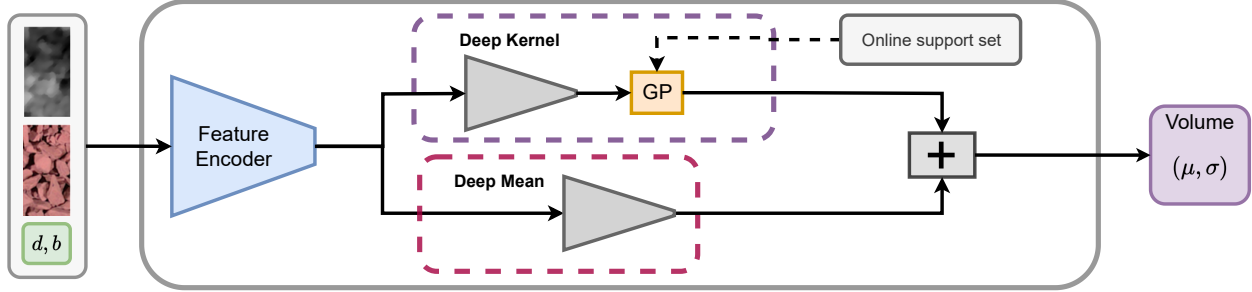 Deep Kernel
Online support set
GP
Feature
Encoder
Volume
(μ, σ)
+
Deep Mean
d, b